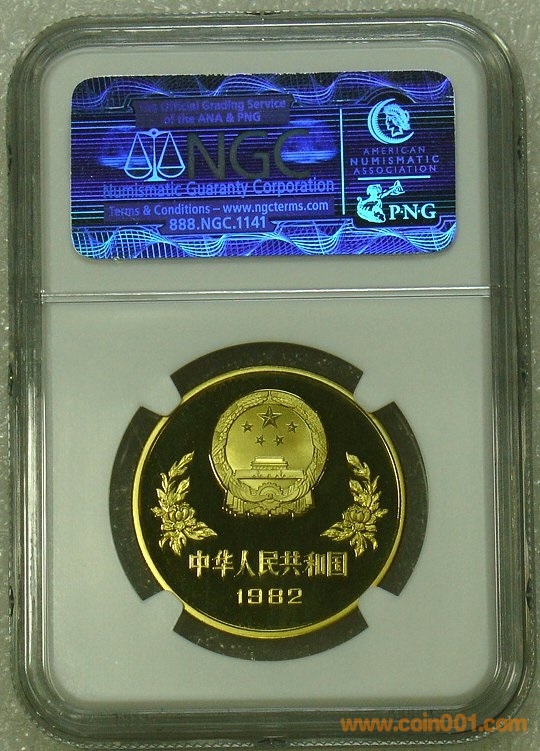 The Official Grading Service
of the ANA & PNG
NGC
Numismatic Guaranty Corporation
Terms & Conditions – www.ngcterms.com
888.NGC.1141
AMERICAN
NUMISMATIC
ASSOCIATION
P·N·G
中华人民共和国
1982
www.coin001.com